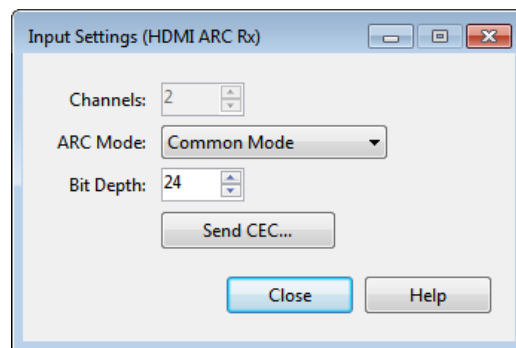 Input Settings (HDMI ARC Rx)
Channels: 2
ARC Mode: Common Mode
Bit Depth: 24
Send CEC...
Close Help